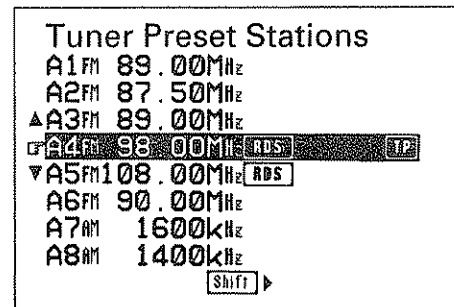 Tuner Preset Stations
A1FM 89.00MHz
A2FM 87.50MHz
▲A3FM 89.00MHz
☞A4FM 98.00MHz RDS TP
▼A5FM108.00MHz RDS
A6FM 90.00MHz
A7AM 1600kHz
A8AM 1400kHz
Shift ▶